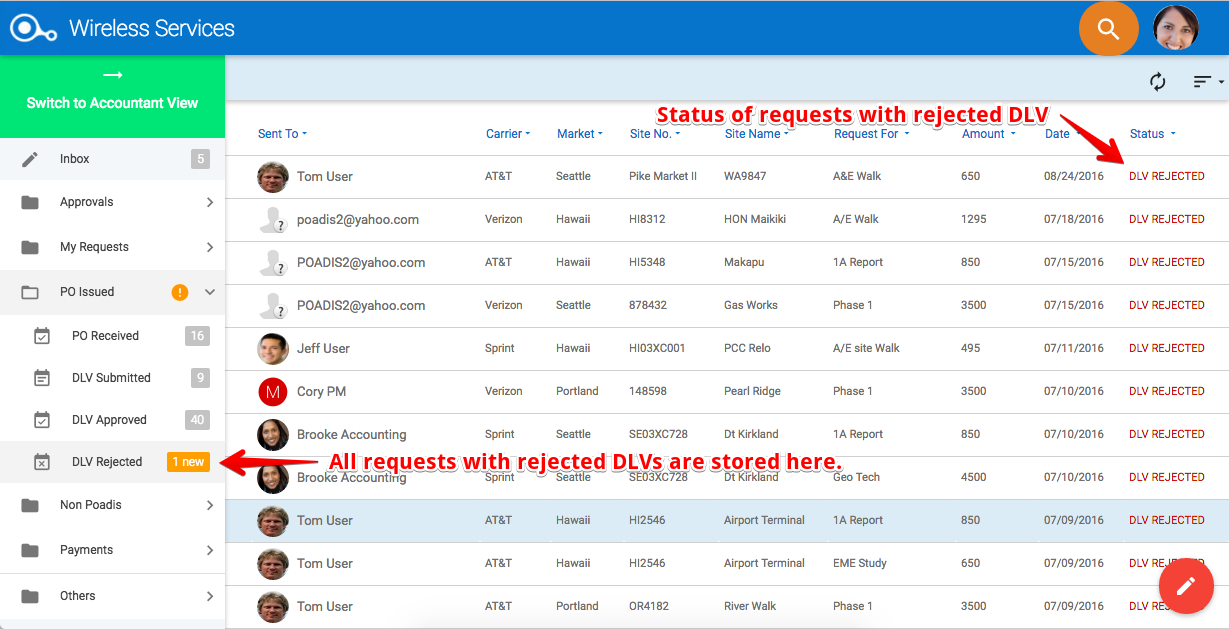 Wireless Services
Switch to Accountant View
Status of requests with rejected DLV
Sent To Carrier Market Site No. Site Name Request For Amount Date Status
Inbox 5
Approvals
My Requests
PO Issued !
PO Received 16
DLV Submitted 9
DLV Approved 40
DLV Rejected 1 new
Non Poadis
Payments
Others
Tom User AT&T Seattle Pike Market II WA9847 A&E Walk 650 08/24/2016 DLV REJECTED
? poadis2@yahoo.com Verizon Hawaii HI8312 HON Maikiki A/E Walk 1295 07/18/2016 DLV REJECTED
? POADIS2@yahoo.com AT&T Hawaii HI5348 Makapu 1A Report 850 07/15/2016 DLV REJECTED
? POADIS2@yahoo.com Verizon Seattle 878432 Gas Works Phase 1 3500 07/15/2016 DLV REJECTED
Jeff User Sprint Hawaii HI03XC001 PCC Relo A/E site Walk 495 07/11/2016 DLV REJECTED
M Cory PM Verizon Portland 148598 Pearl Ridge Phase 1 3500 07/10/2016 DLV REJECTED
Brooke Accounting Sprint Seattle SE03XC728 Dt Kirkland 1A Report 850 07/10/2016 DLV REJECTED
All requests with rejected DLVs are stored here.
Brooke Accounting Sprint Seattle SE03XC728 Dt Kirkland Geo Tech 4500 07/10/2016 DLV REJECTED
Tom User AT&T Hawaii HI2546 Airport Terminal 1A Report 850 07/09/2016 DLV REJECTED
Tom User AT&T Hawaii HI2546 Airport Terminal EME Study 650 07/09/2016 DLV REJECTED
Tom User AT&T Portland OR4182 River Walk Phase 1 3500 07/09/2016 DLV